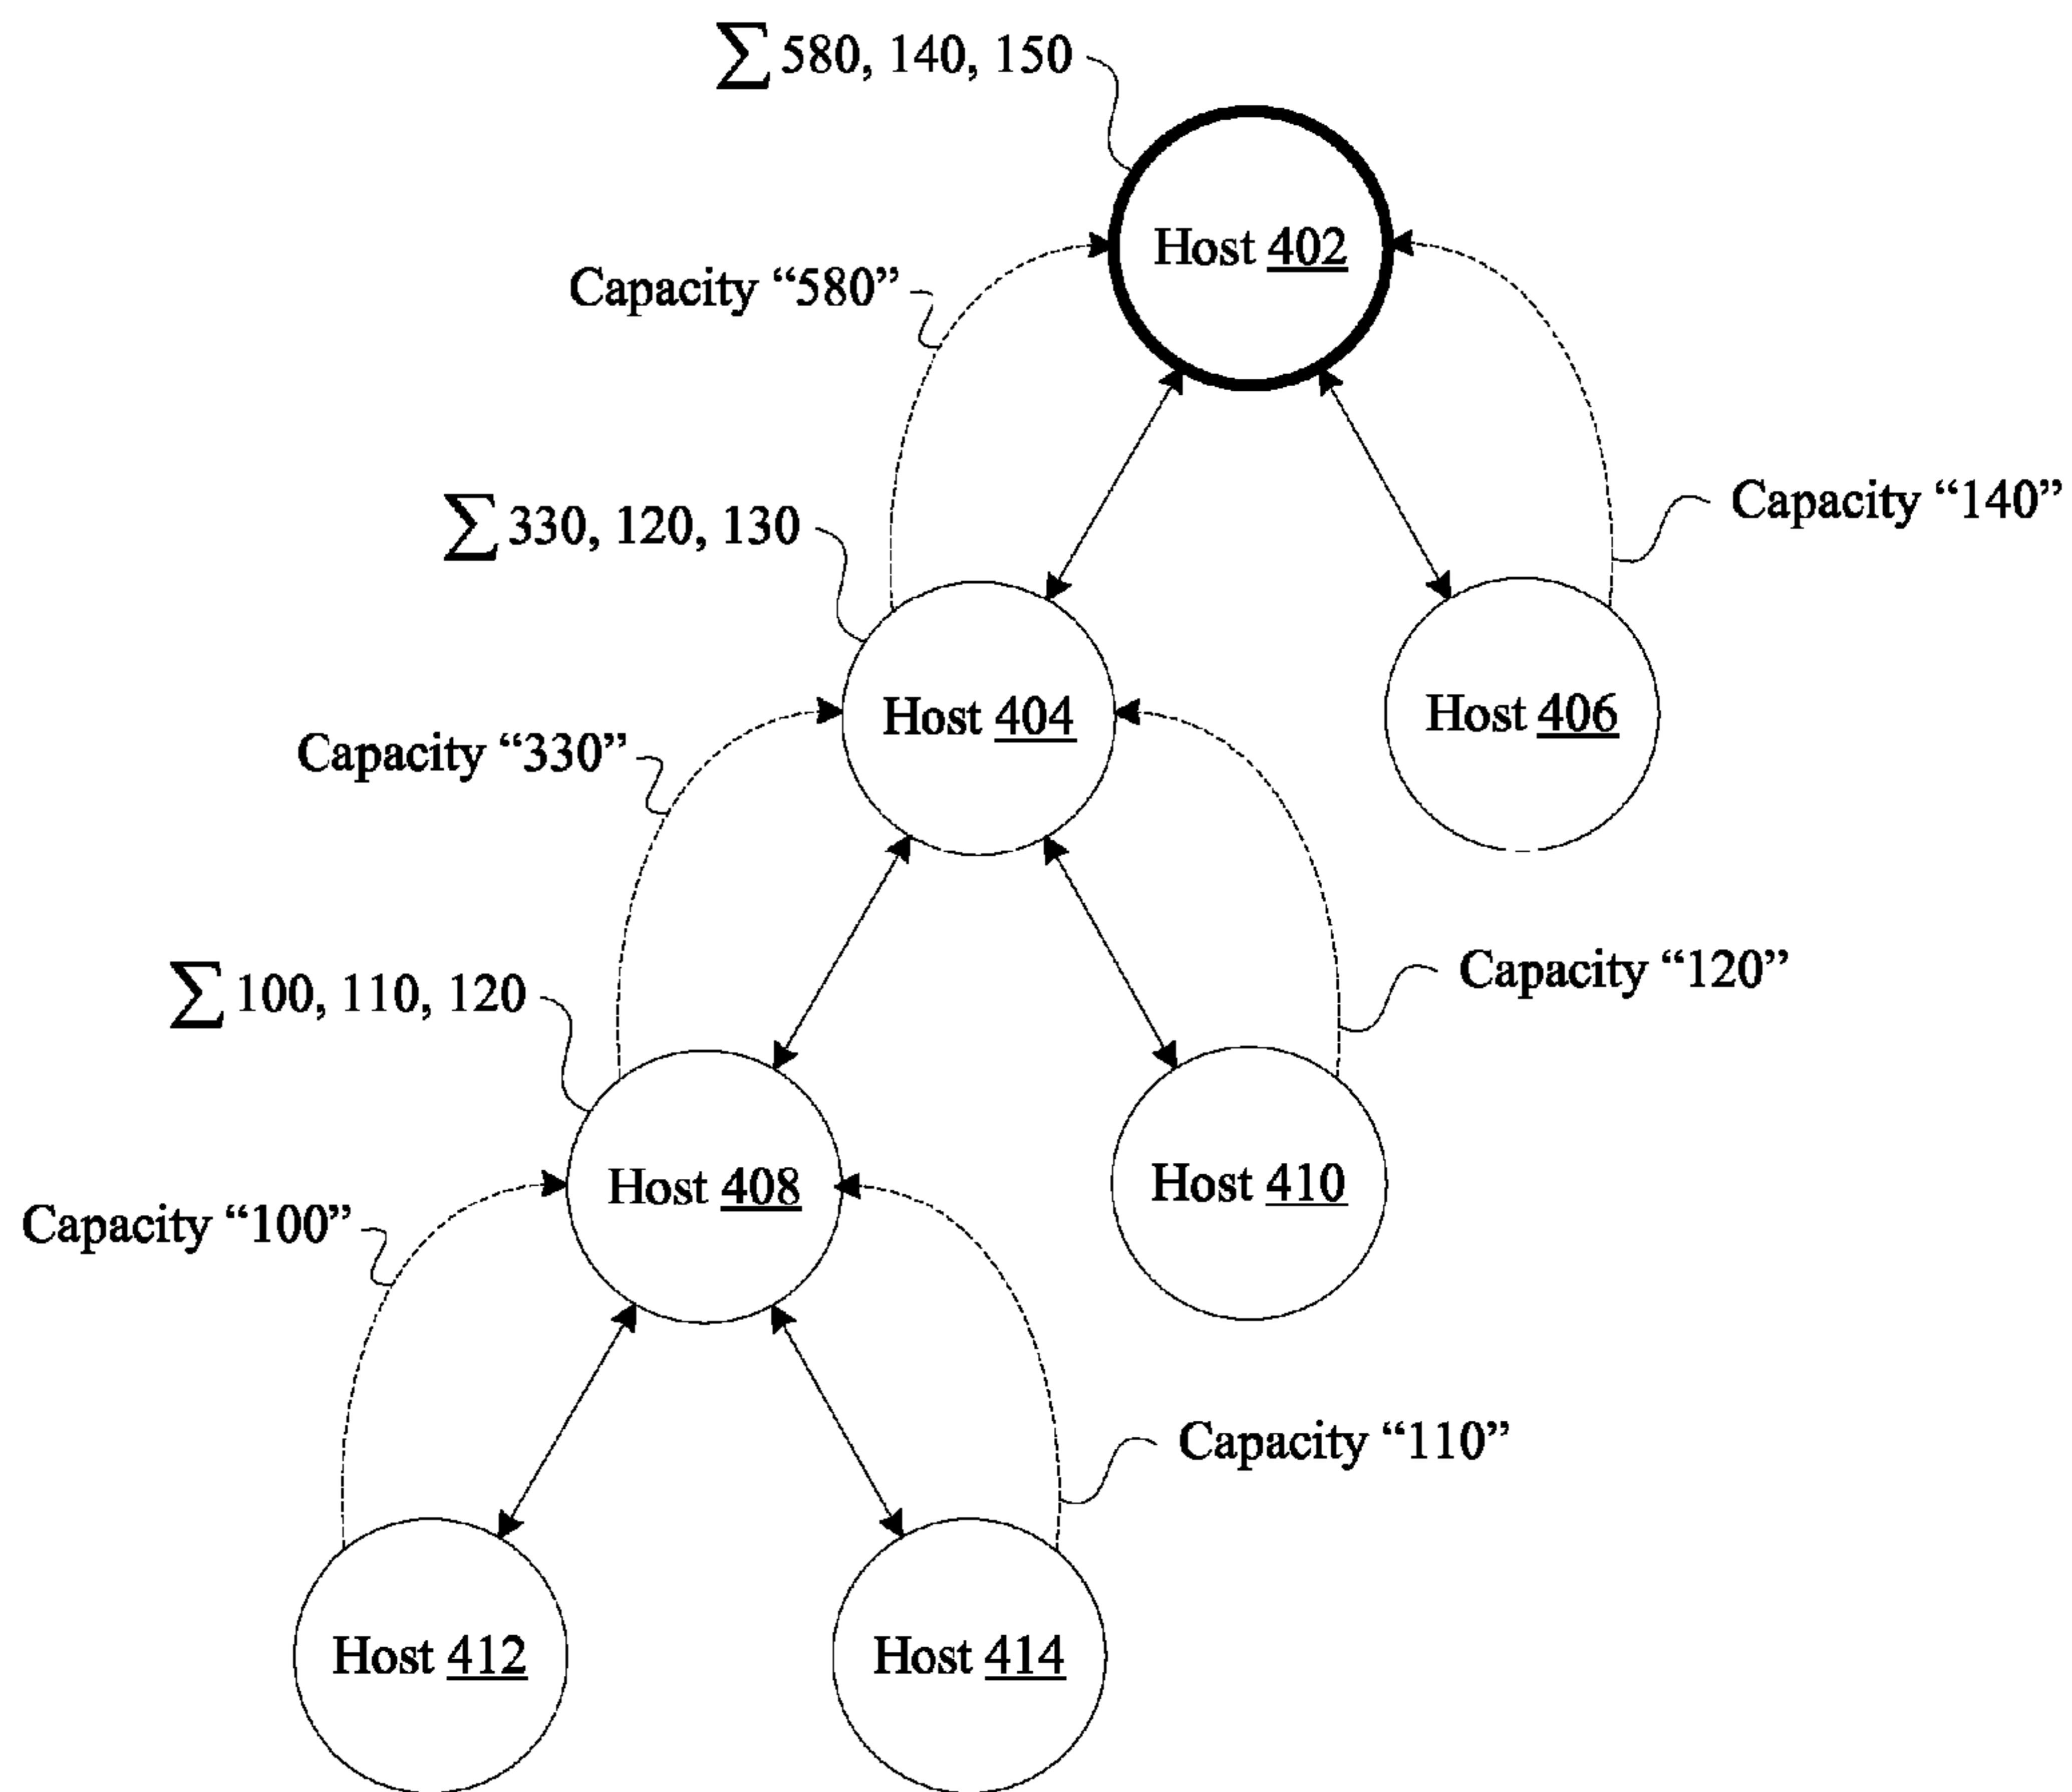 ∑ 580, 140, 150
Host 402
Capacity “580”
Capacity “140”
∑ 330, 120, 130
Host 404
Host 406
Capacity “330”
Capacity “120”
∑ 100, 110, 120
Host 408
Host 410
Capacity “100”
Capacity “110”
Host 412
Host 414